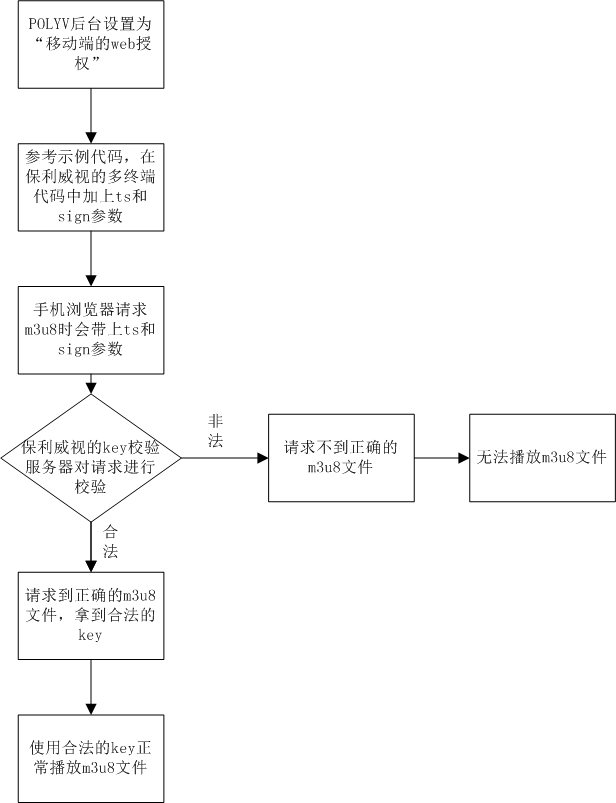 POLYV后台设置为
“移动端的web授
权”
参考示例代码，在
保利威视的多终端
代码中加上ts和
sign参数
手机浏览器请求
m3u8时会带上ts和
sign参数
保利威视的key校验
服务器对请求进行
校验
非
法
请求不到正确的
m3u8文件
无法播放m3u8文件
合
法
请求到正确的m3u8
文件，拿到合法的
key
使用合法的key正
常播放m3u8文件